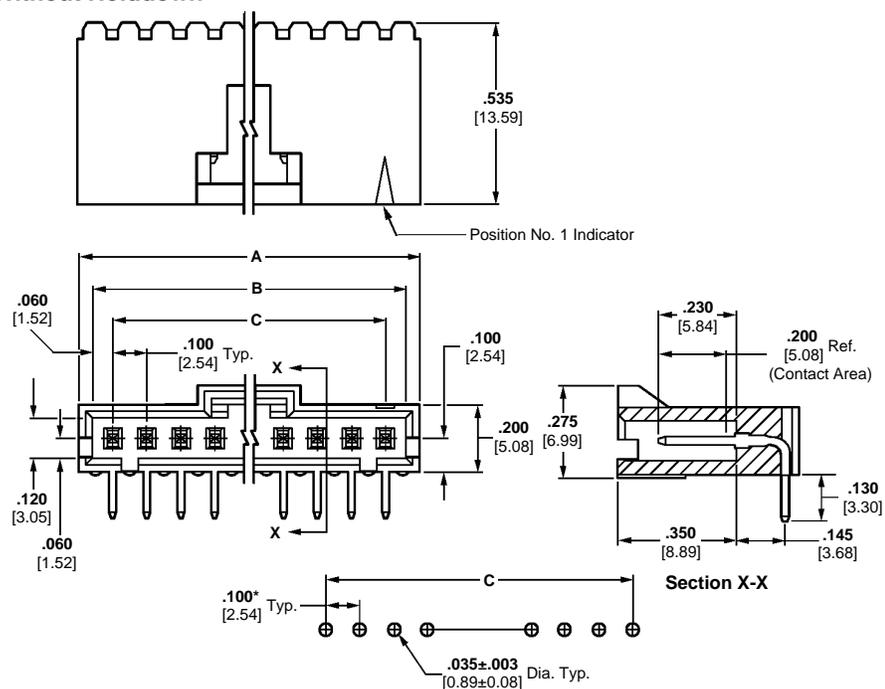 .535
[13.59]
Position No. 1 Indicator
A
B
C
.060
[1.52]
.100
[2.54] Typ.
X
.100
[2.54]
.200
[5.08]
.120
[3.05]
.060
[1.52]
X
.230
[5.84]
.200
[5.08] Ref.
(Contact Area)
.275
[6.99]
.130
[3.30]
.350
[8.89]
.145
[3.68]
Section X-X
C
.100*
[2.54] Typ.
.035±.003
[0.89±0.08] Dia. Typ.